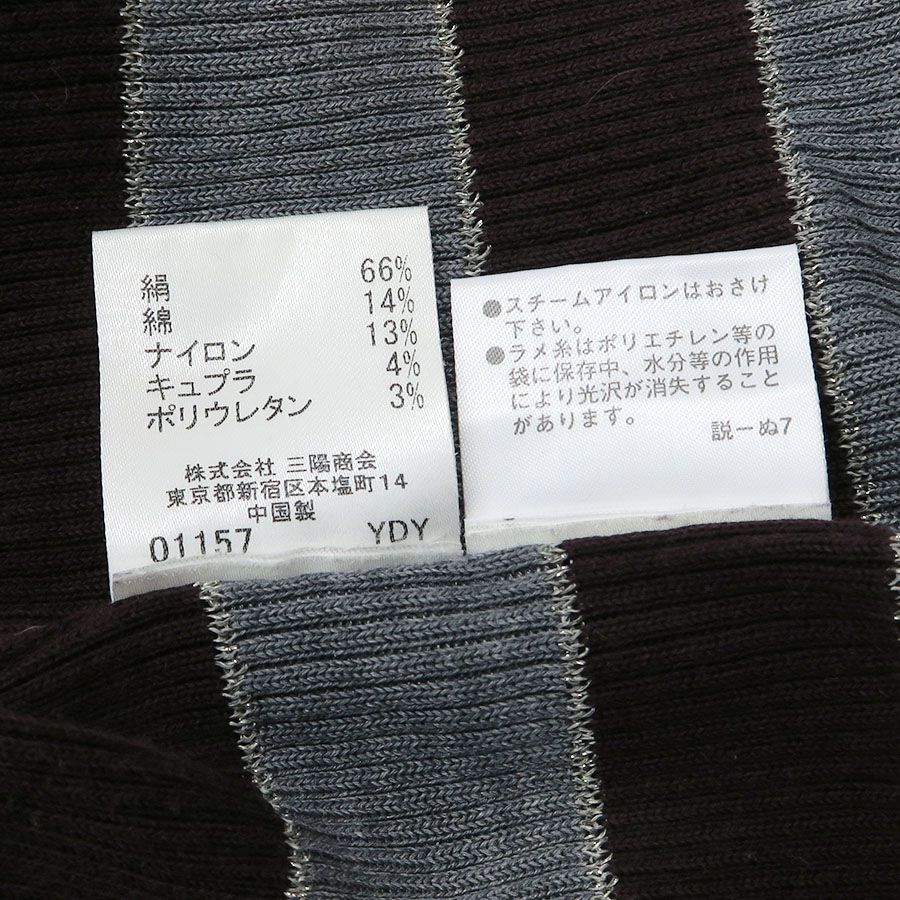 絹 66%
綿 14%
ナイロン 13%
キュプラ 4%
ポリウレタン 3%
株式会社 三陽商会
東京都新宿区本塩町14
中国製
01157 YDY
●スチームアイロンはおさけ
下さい。
●ラメ糸はポリエチレン等の
袋に保存中、水分等の作用
により光沢が消失すること
があります。
説ーぬ7